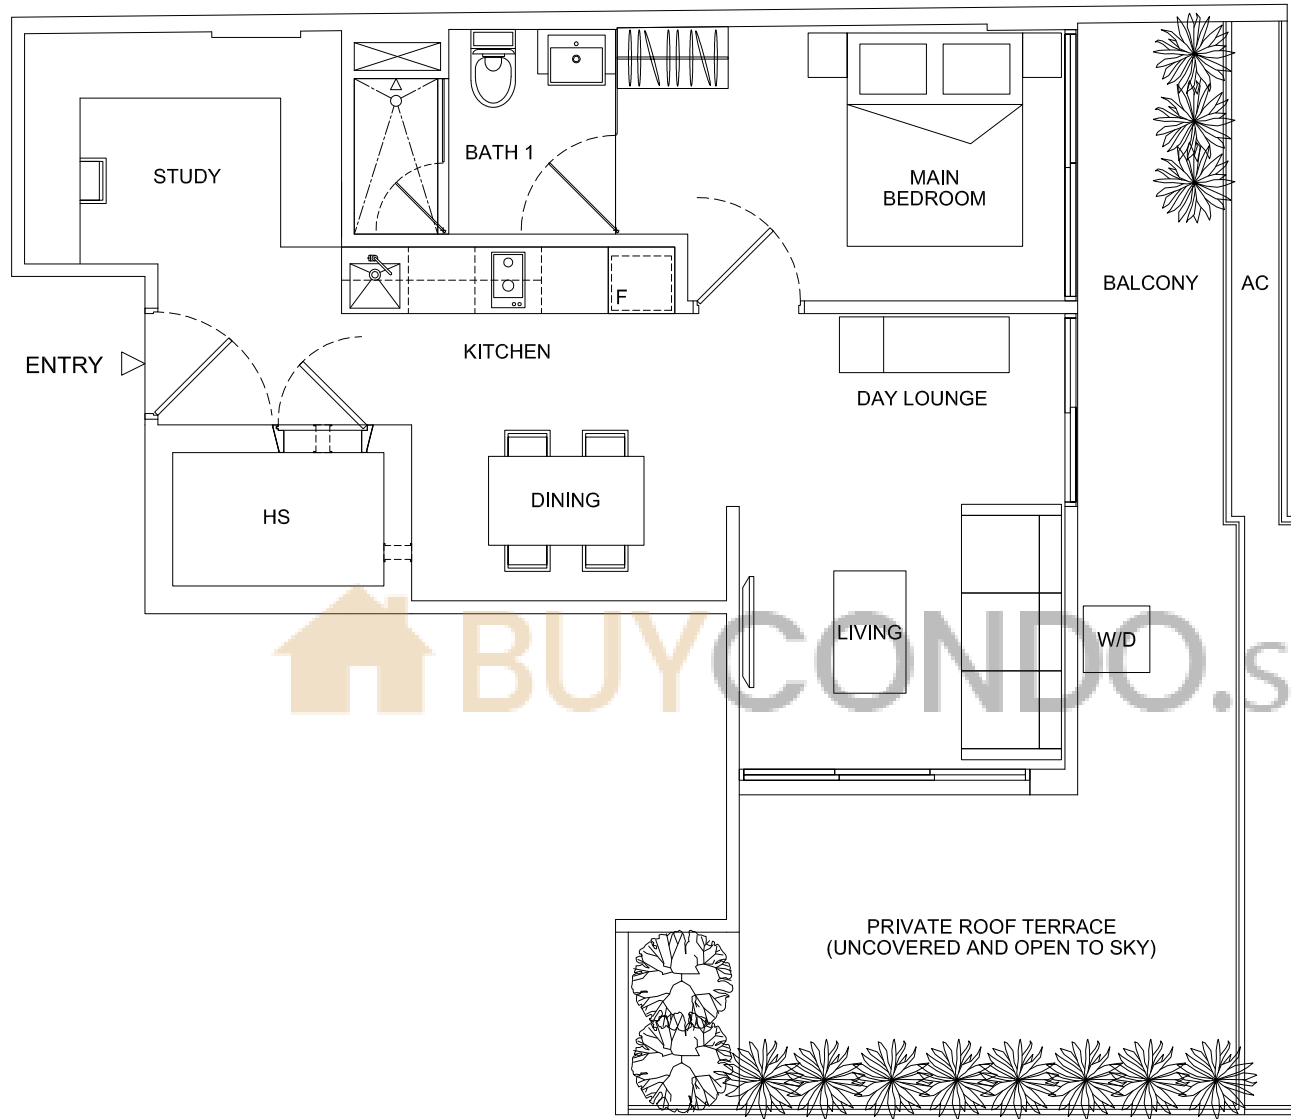 STUDY
BATH 1
MAIN
BEDROOM
BALCONY
AC
F
ENTRY
KITCHEN
DAY LOUNGE
HS
DINING
LIVING
W/D
BUYCONDO.s
PRIVATE ROOF TERRACE
(UNCOVERED AND OPEN TO SKY)